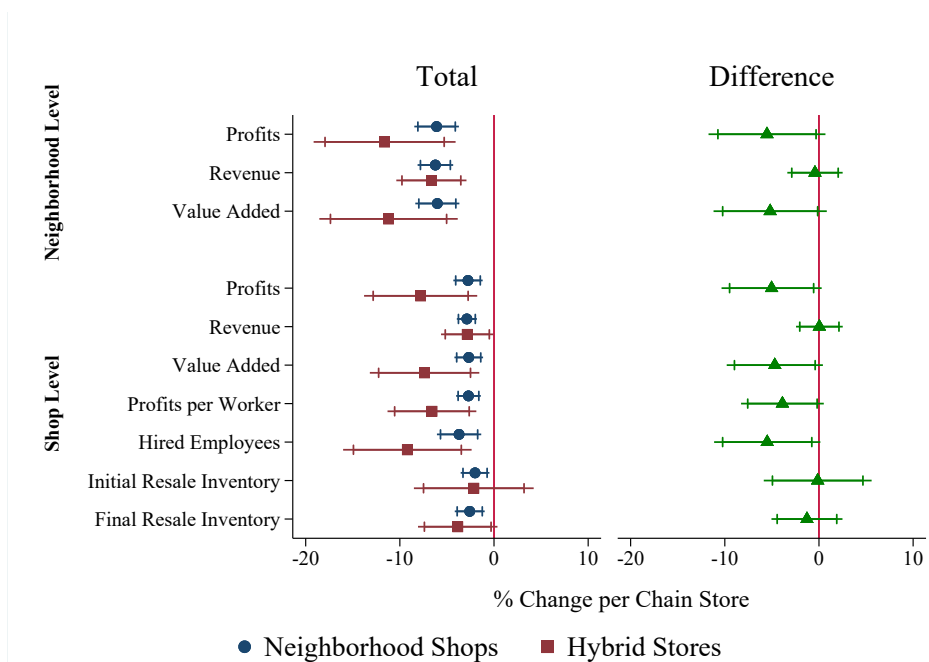 Total
Difference
Neighborhood Level
Profits
Revenue
Value Added
Shop Level
Profits
Revenue
Value Added
Profits per Worker
Hired Employees
Initial Resale Inventory
Final Resale Inventory
-20 -10 0 10
-20 -10 0 10
% Change per Chain Store
Neighborhood Shops
Hybrid Stores